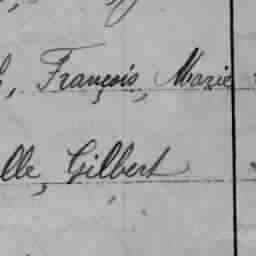 , François, Marie
lle, Gilbert